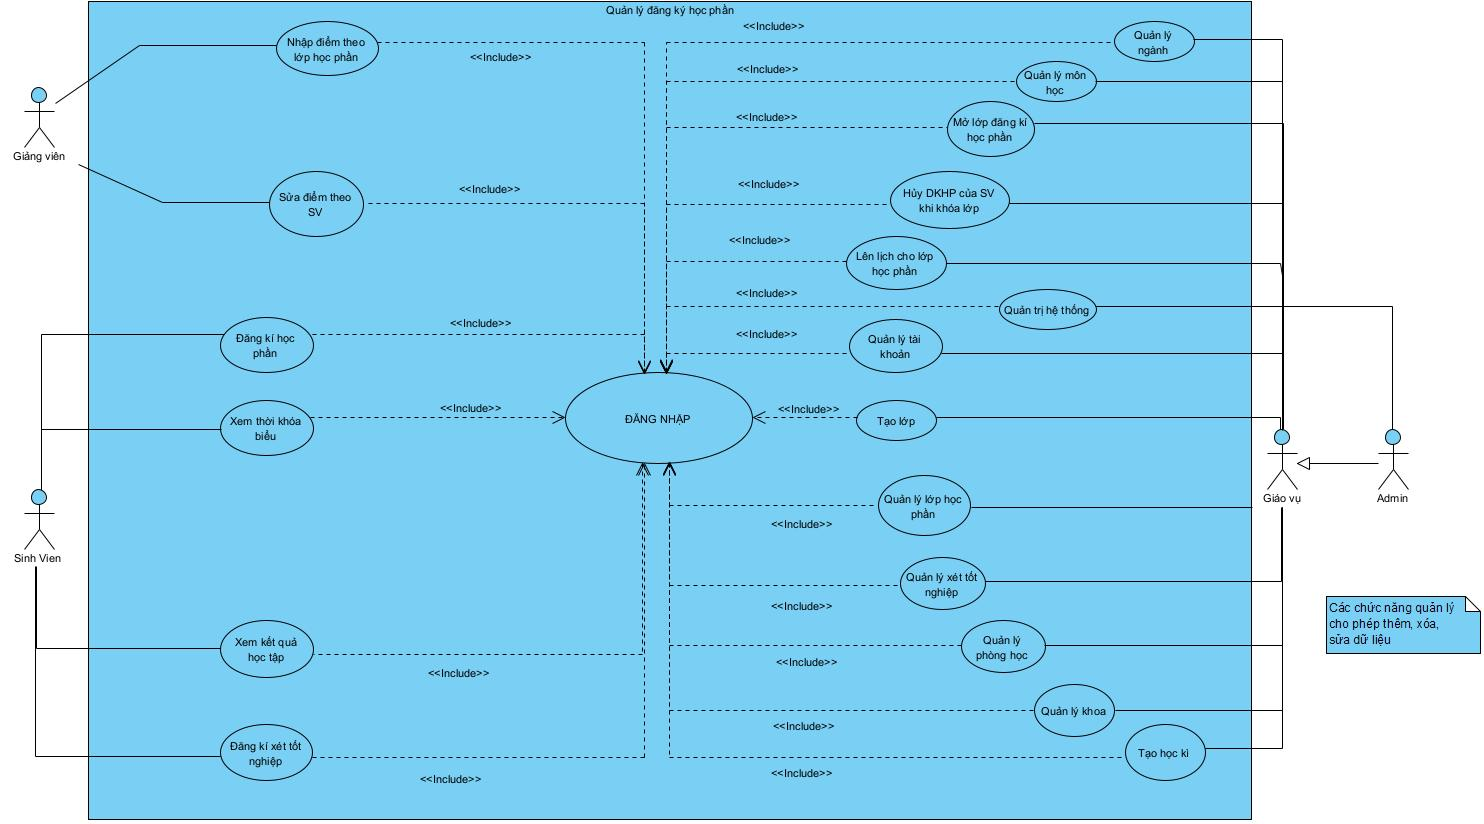 Quản lý đăng ký học phần
<<Include>>
Quản lý
ngành
Nhập điểm theo
lớp học phần
<<Include>>
<<Include>>
Quản lý môn
học
<<Include>>
Mở lớp đăng kí
học phần
Giảng viên
<<Include>>
Sửa điểm theo
SV
<<Include>>
Hủy DKHP của SV
khi khóa lớp
<<Include>>
Lên lịch cho lớp
học phần
<<Include>>
Quản trị hệ thống
<<Include>>
Đăng kí học
phần
<<Include>>
Quản lý tài
khoản
<<Include>>
Xem thời khóa
biểu
ĐĂNG NHẬP
<<Include>>
Tạo lớp
Giáo vụ
Admin
Quản lý lớp học
phần
<<Include>>
Sinh Vien
Quản lý xét tốt
nghiệp
<<Include>>
Các chức năng quản lý
cho phép thêm, xóa,
sữa dữ liệu
Xem kết quả
học tập
<<Include>>
Quản lý
phòng học
<<Include>>
Quản lý khoa
<<Include>>
Đăng kí xét tốt
nghiệp
<<Include>>
Tạo học kì
<<Include>>